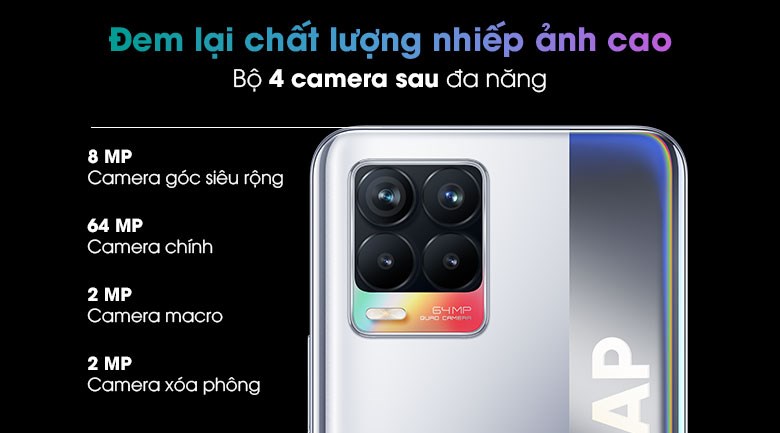 Đem lại chất lượng nhiếp ảnh cao
Bộ 4 camera sau đa năng
8 MP
Camera góc siêu rộng
64 MP
Camera chính
2 MP
Camera macro
2 MP
Camera xóa phông
64MP
QUAD CAMERA
AP